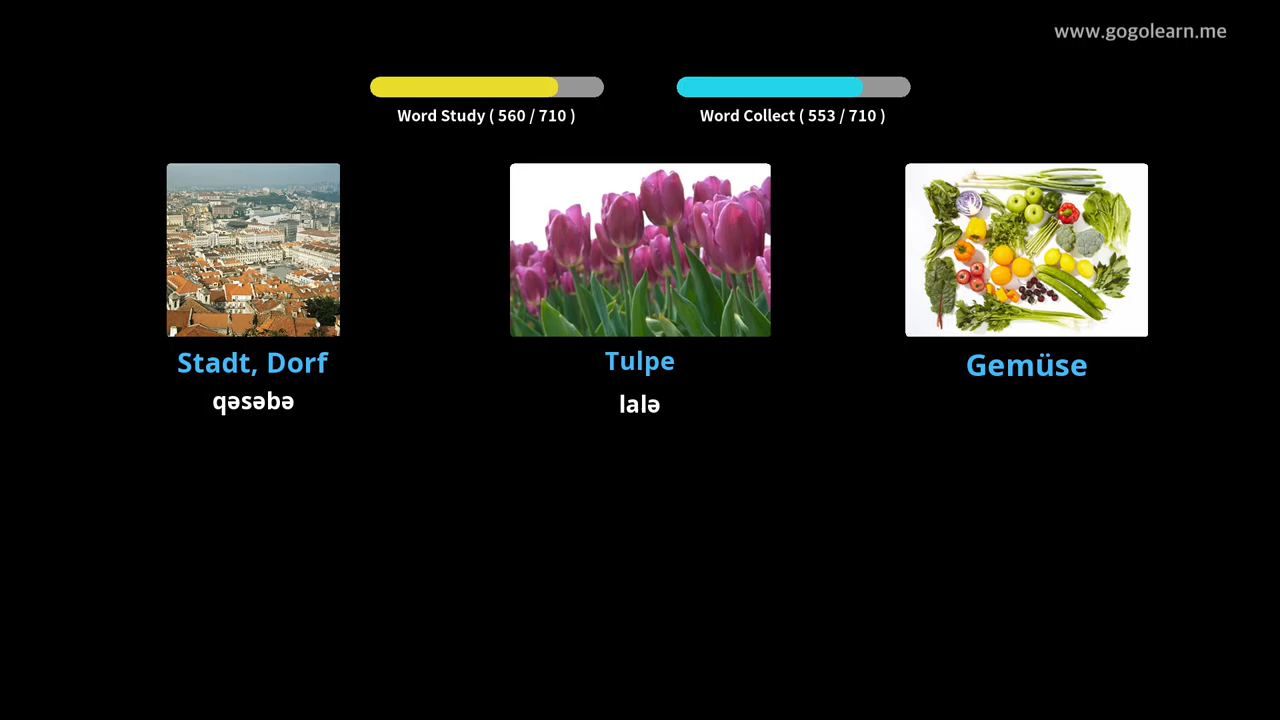 www.gogolearn.me
Word Study ( 560 / 710 )
Word Collect ( 553 / 710 )
Stadt, Dorf
qəsəbə
Tulpe
lalə
Gemüse